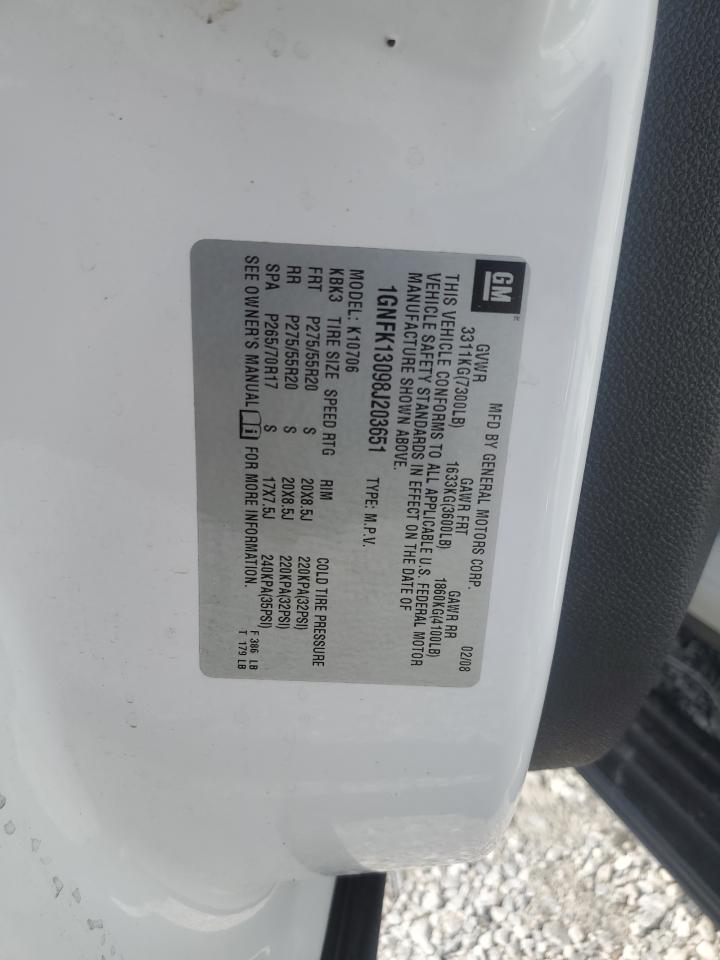 GM
MFD BY GENERAL MOTORS CORP.
02/08
GVWR GAWR FRT GAWR RR
3311KG(7300LB) 1633KG(3600LB) 1860KG(4100LB)
THIS VEHICLE CONFORMS TO ALL APPLICABLE U.S. FEDERAL MOTOR
VEHICLE SAFETY STANDARDS IN EFFECT ON THE DATE OF
MANUFACTURE SHOWN ABOVE.
1GNFK13098J203651 TYPE: M.P.V.
MODEL: K10706
KBK3 TIRE SIZE SPEED RTG RIM COLD TIRE PRESSURE
FRT P275/55R20 S 20X8.5J 220KPA(32PSI)
RR P275/55R20 S 20X8.5J 220KPA(32PSI)
SPA P265/70R17 S 17X7.5J 240KPA(35PSI)
SEE OWNER'S MANUAL i FOR MORE INFORMATION.
F 386 LB
T 179 LB